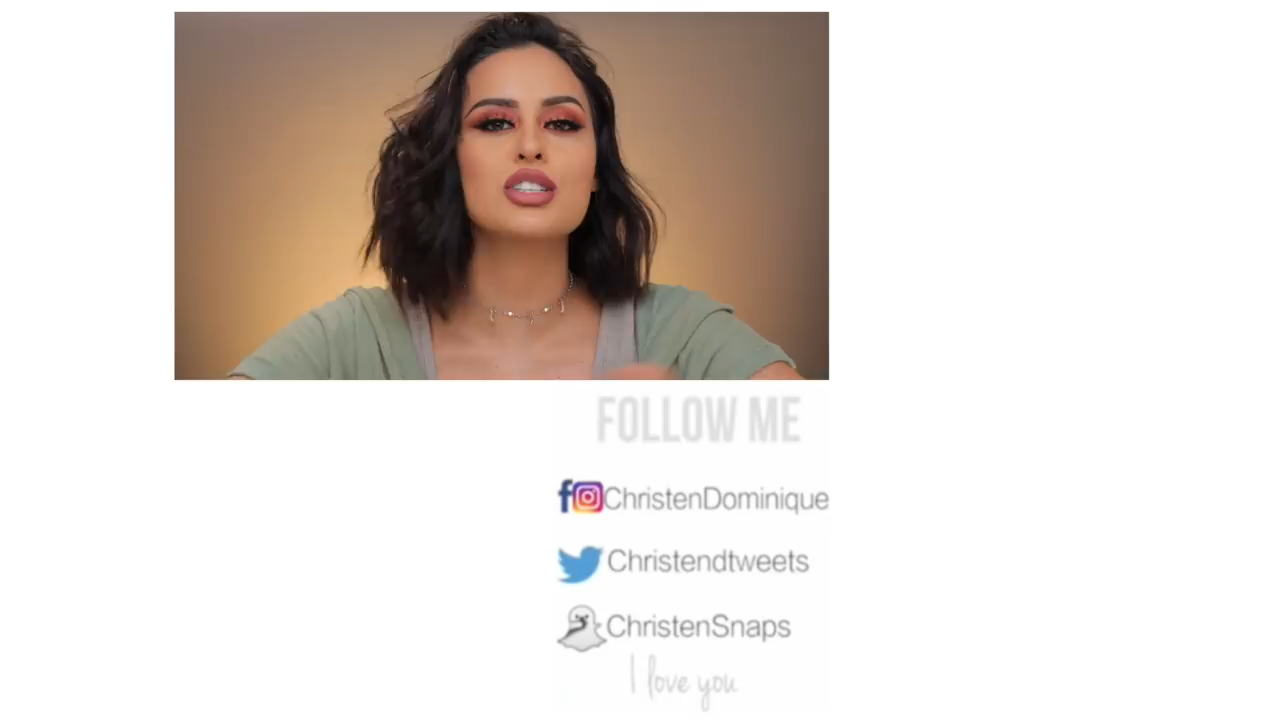 FOLLOW ME
ChristenDominique
Christendtweets
ChristenSnaps
I love you